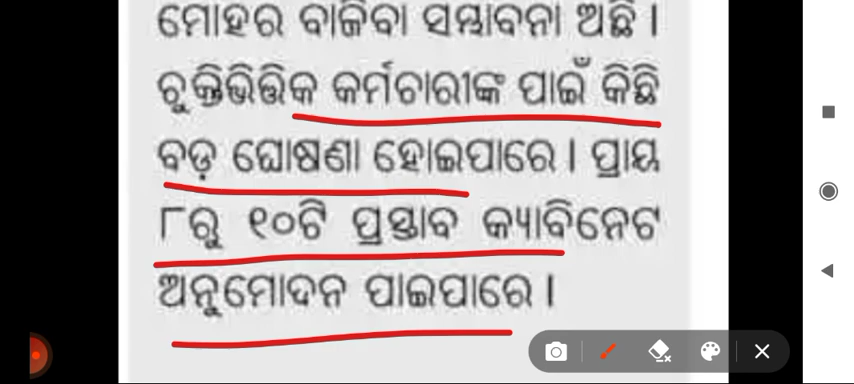 ମୋହର ବାଜିବା ସମ୍ଭାବନା ଅଛି ।
ଚୁକ୍ତିଭିତ୍ତିକ କର୍ମଚାରୀଙ୍କ ପାଇଁ କିଛି
ବଡ଼ ଘୋଷଣା ହୋଇପାରେ । ପ୍ରାୟ
୮ରୁ ୧୦ଟି ପ୍ରସ୍ତାବ କ୍ୟାବିନେଟ
ଅନୁମୋଦନ ପାଇପାରେ ।